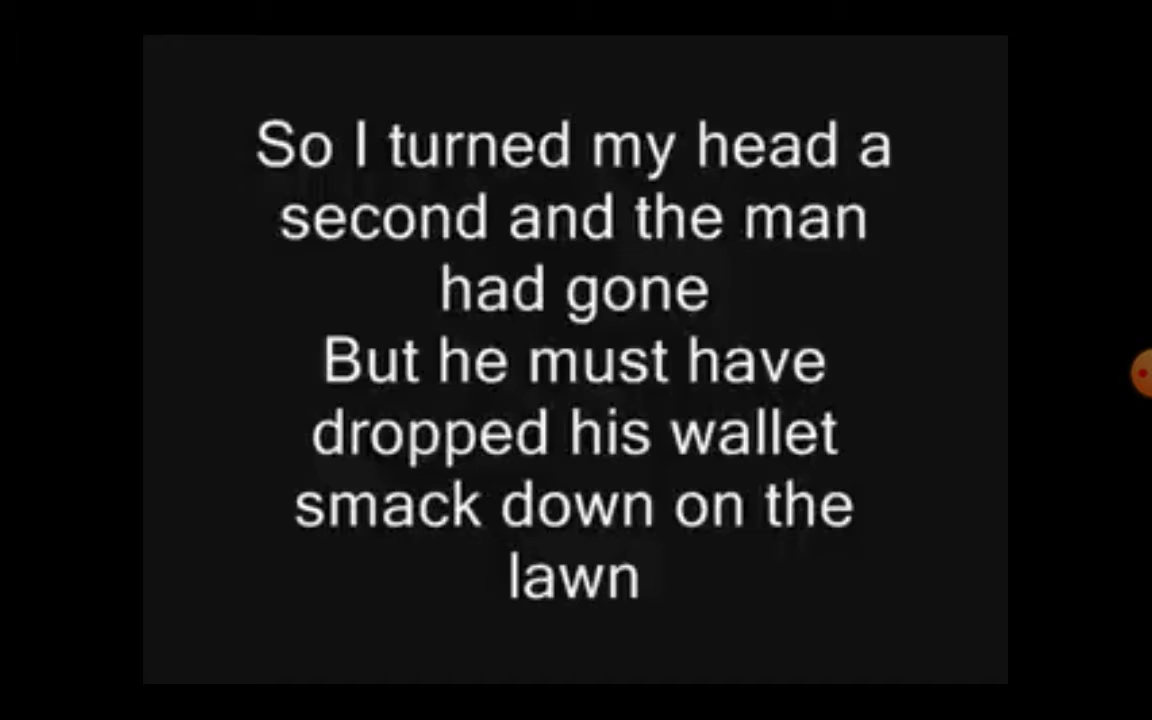 So I turned my head a
second and the man
had gone
But he must have
dropped his wallet
smack down on the
lawn